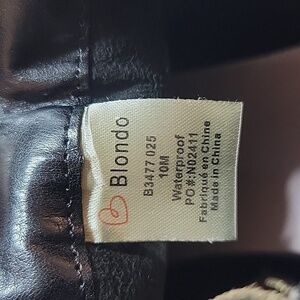 Blondo
B3477 025
10M
Waterproof
PO#:N02411
Fabriqué en Chine
Made in China